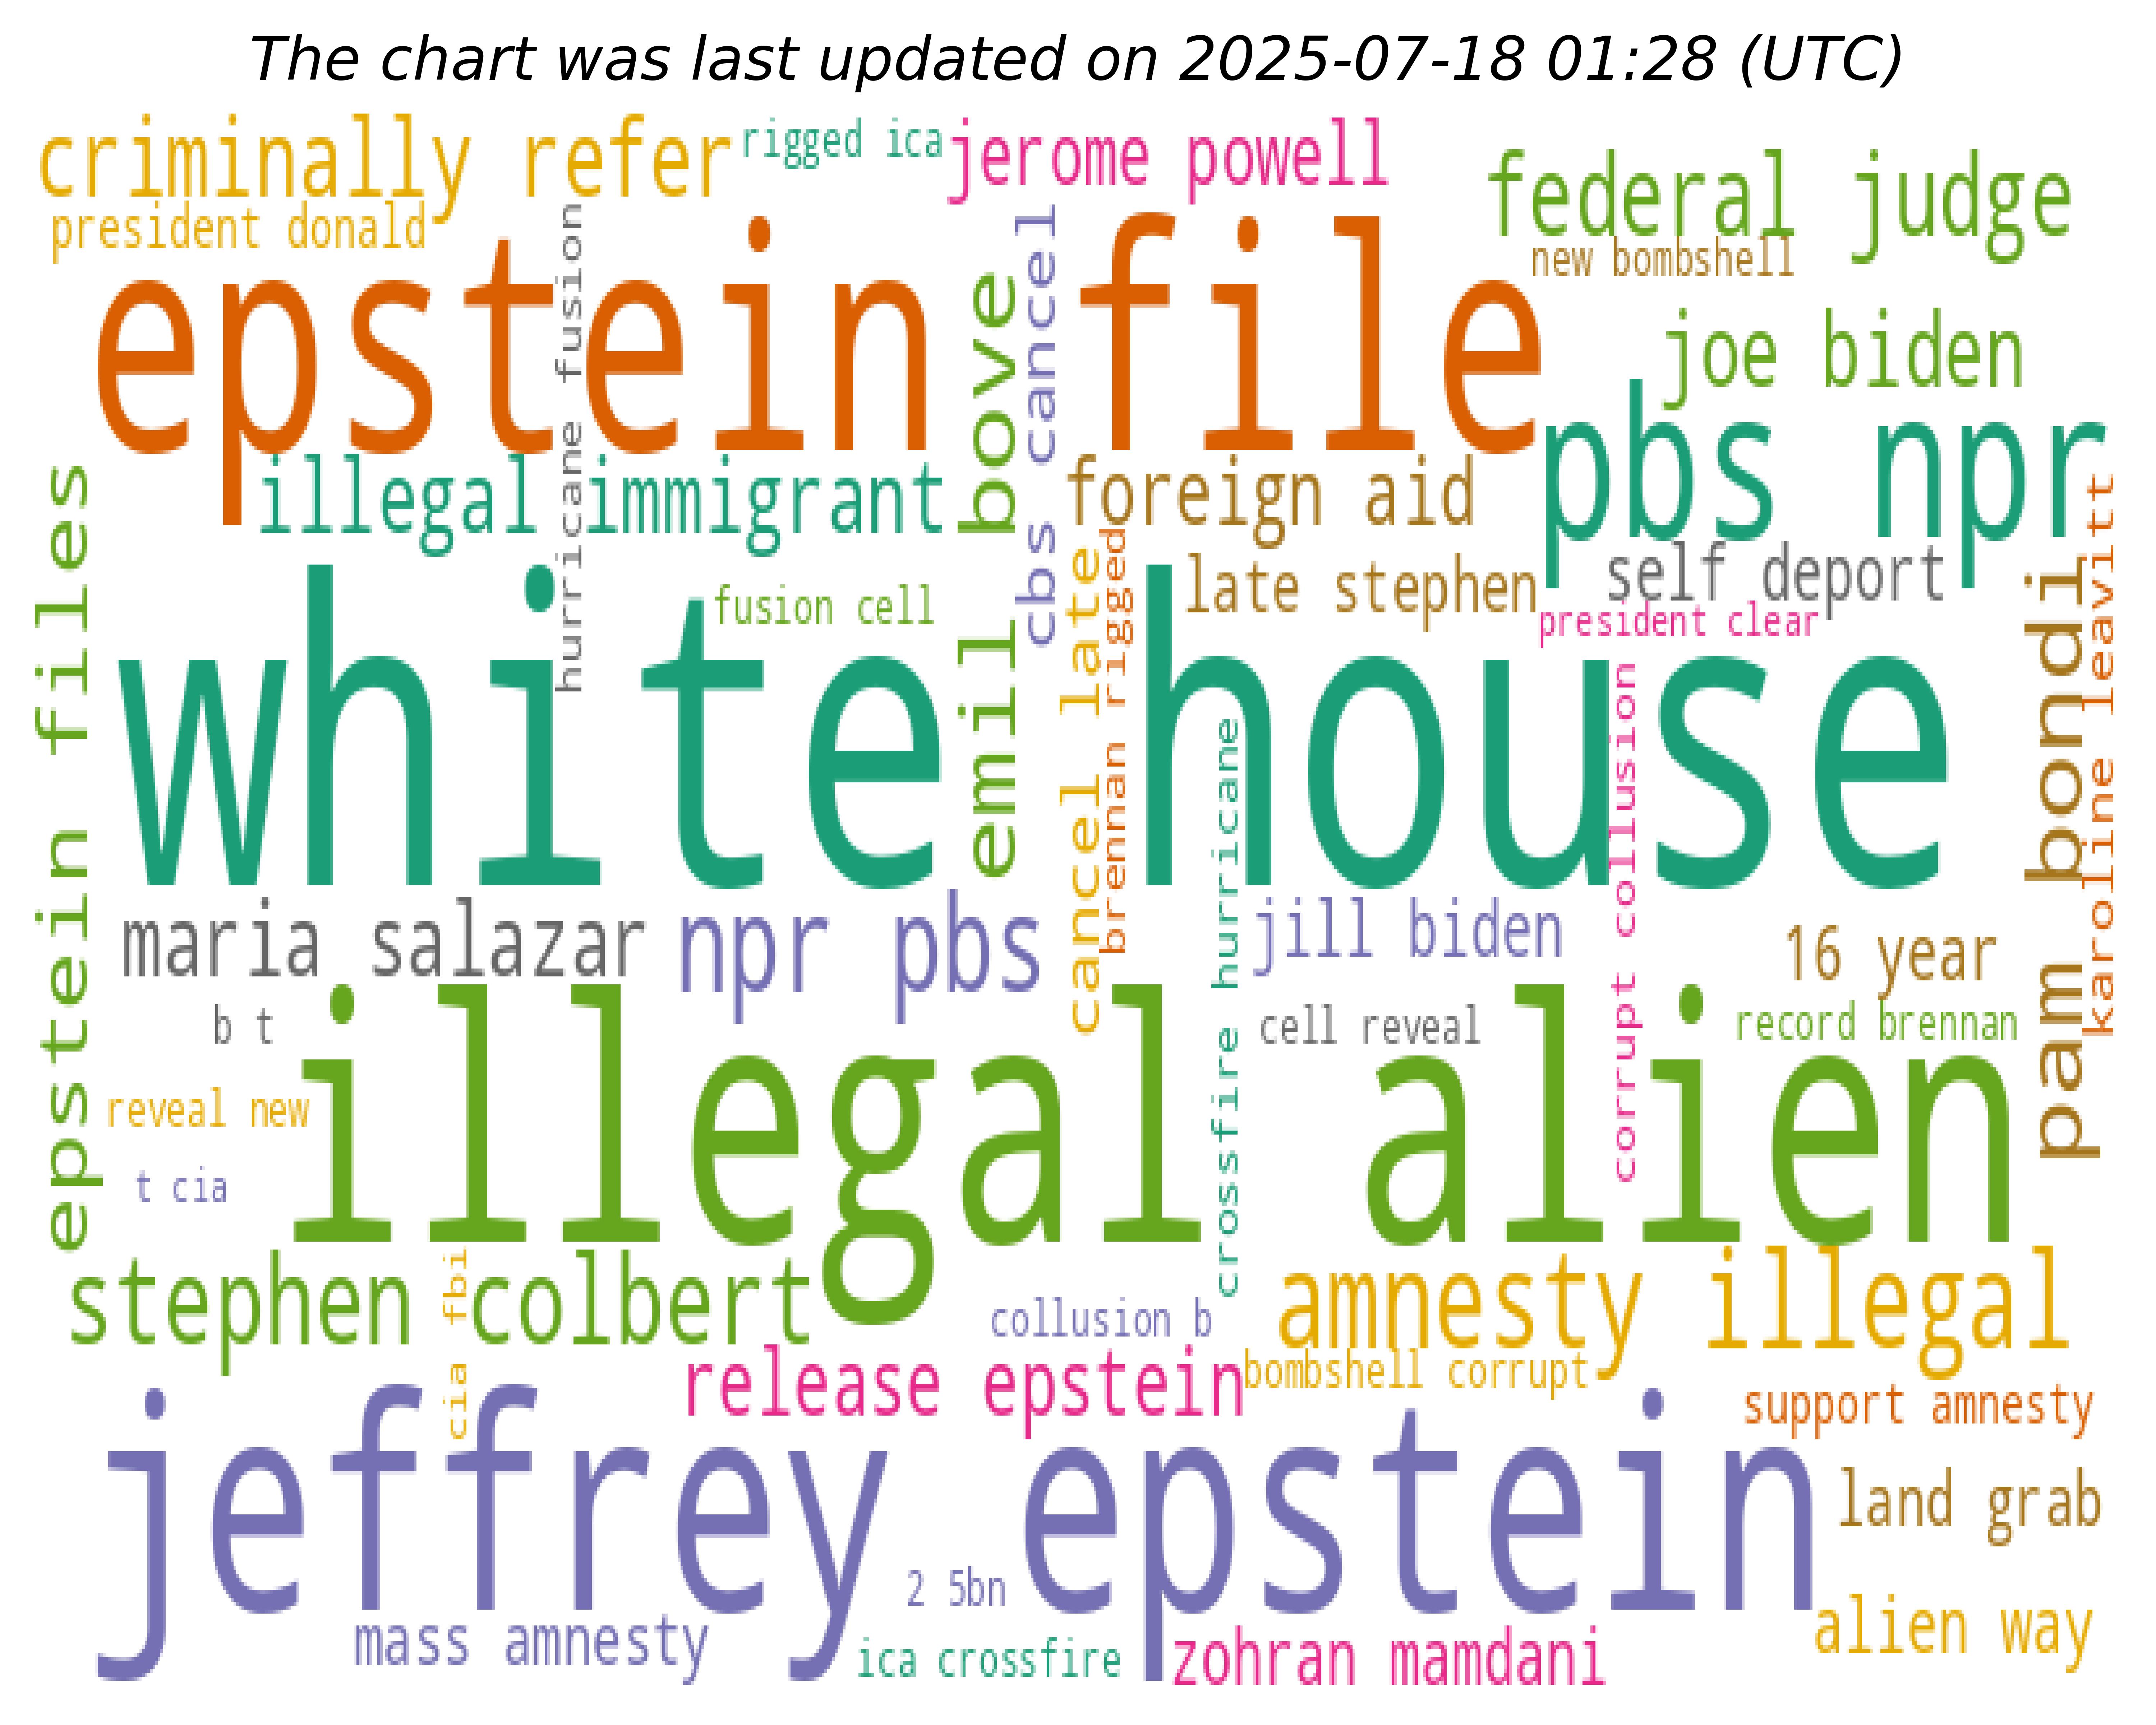 The chart was last updated on 2025-07-18 01:28 (UTC)
criminally refer
rigged ica
jerome powell
federal judge
president donald
new bombshell
epstein file
hurricane fusion
emil bove
cbs cancel
joe biden
pbs npr
illegal immigrant
foreign aid
epstein files
self deport
late stephen
fusion cell
president clear
cancel late
brennan rigged
white house
pam bondi
karoline leavitt
crossfire hurricane
corrupt collusion
maria salazar
npr pbs
jill biden
16 year
b t
cell reveal
record brennan
illegal alien
reveal new
t cia
stephen colbert
cia fbi
collusion b
amnesty illegal
release epstein
bombshell corrupt
support amnesty
jeffrey epstein
land grab
2 5bn
alien way
mass amnesty
ica crossfire
zohran mamdani